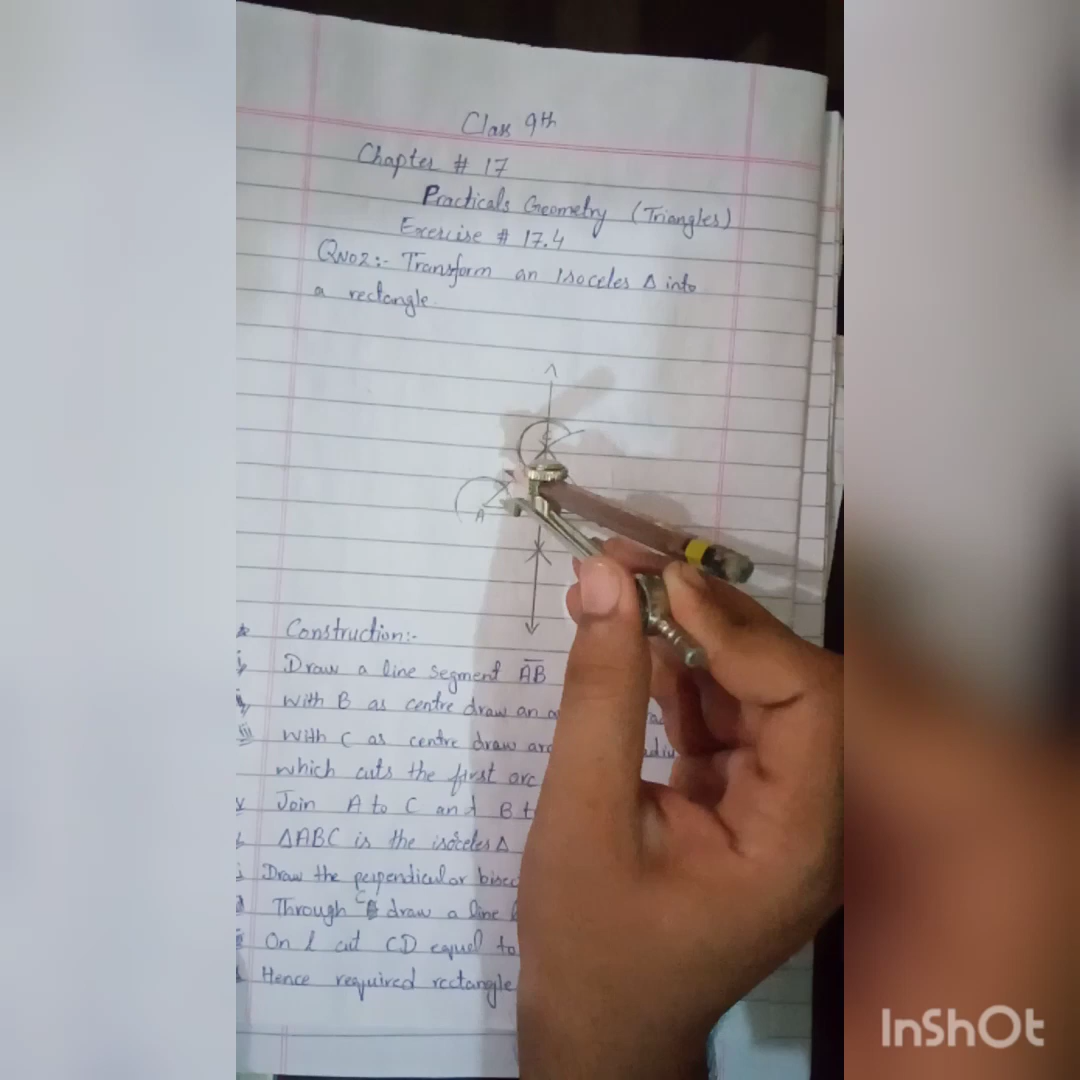 Class 9th
Chapter # 17
Practicals Geometry (Triangles)
Exercise # 17.4
QNo2:- Transform an Isoceles Δ into
a rectangle.
A
Construction:-
Draw a line segment AB
With B as centre draw an
With C as centre draw
which cuts the first arc
Join A to C and B
ΔABC is the isoceles Δ
Draw the perpendicular
Through C draw a line
On l cut CD equal to
Hence required rectangle
InShOt